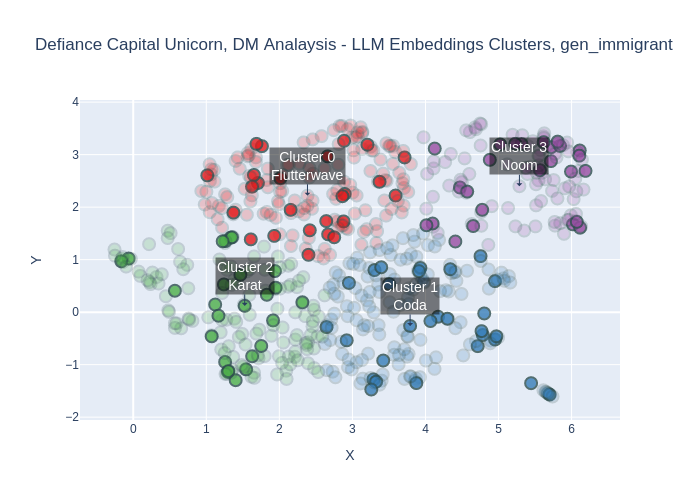 Defiance Capital Unicorn, DM Analaysis - LLM Embeddings Clusters, gen_immigrant
4
3
2
1
0
−1
−2
Y
Cluster 0
Flutterwave
Cluster 3
Noom
Cluster 2
Karat
Cluster 1
Coda
0
1
2
3
4
5
6
X